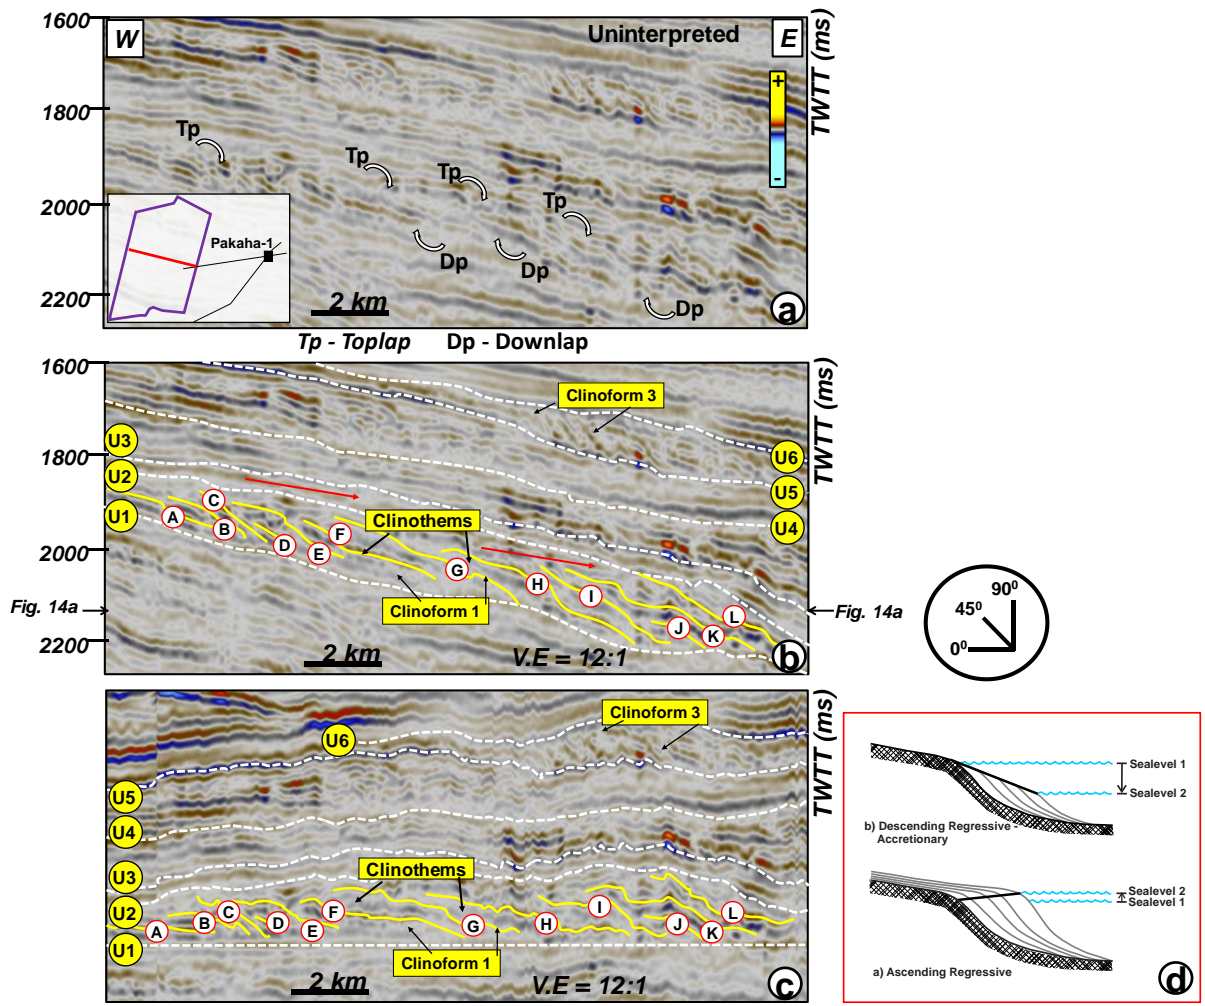 1600
W
Uninterpreted
E
TWTT (ms)
+
-
1800
Tp
Tp
Tp
Tp
2000
Pakaha-1
Dp
Dp
Dp
2200
2 km
a
Tp - Toplap Dp - Downlap
1600
Clinoform 3
TWTT (ms)
U3
1800
U6
U2
U5
C
U1
A
B
F
Clinothems
U4
D
2000
E
G
H
I
Clinoform 1
Fig. 14a
Fig. 14a
L
J
K
2200
2 km
V.E = 12:1
b
90⁰
45⁰
0⁰
Clinoform 3
TWTT (ms)
U6
U5
U4
U3
Clinothems
U2
C
F
I
A
B
D
E
G
H
J
K
L
U1
Clinoform 1
2 km
V.E = 12:1
c
Sealevel 1
Sealevel 2
b) Descending Regressive -
Accretionary
Sealevel 2
Sealevel 1
a) Ascending Regressive
d